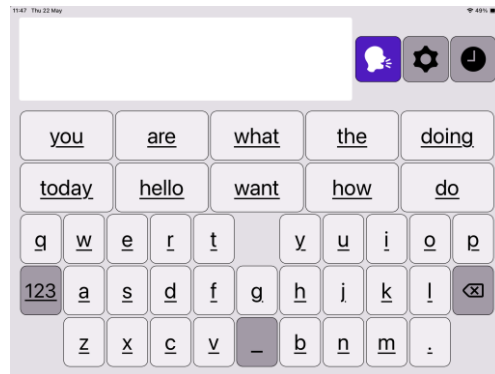 11:47 Thu 22 May 49%
you are what the doing
today hello want how do
q w e r t y u i o p
123 a s d f g h j k l
z x c v _ b n m .